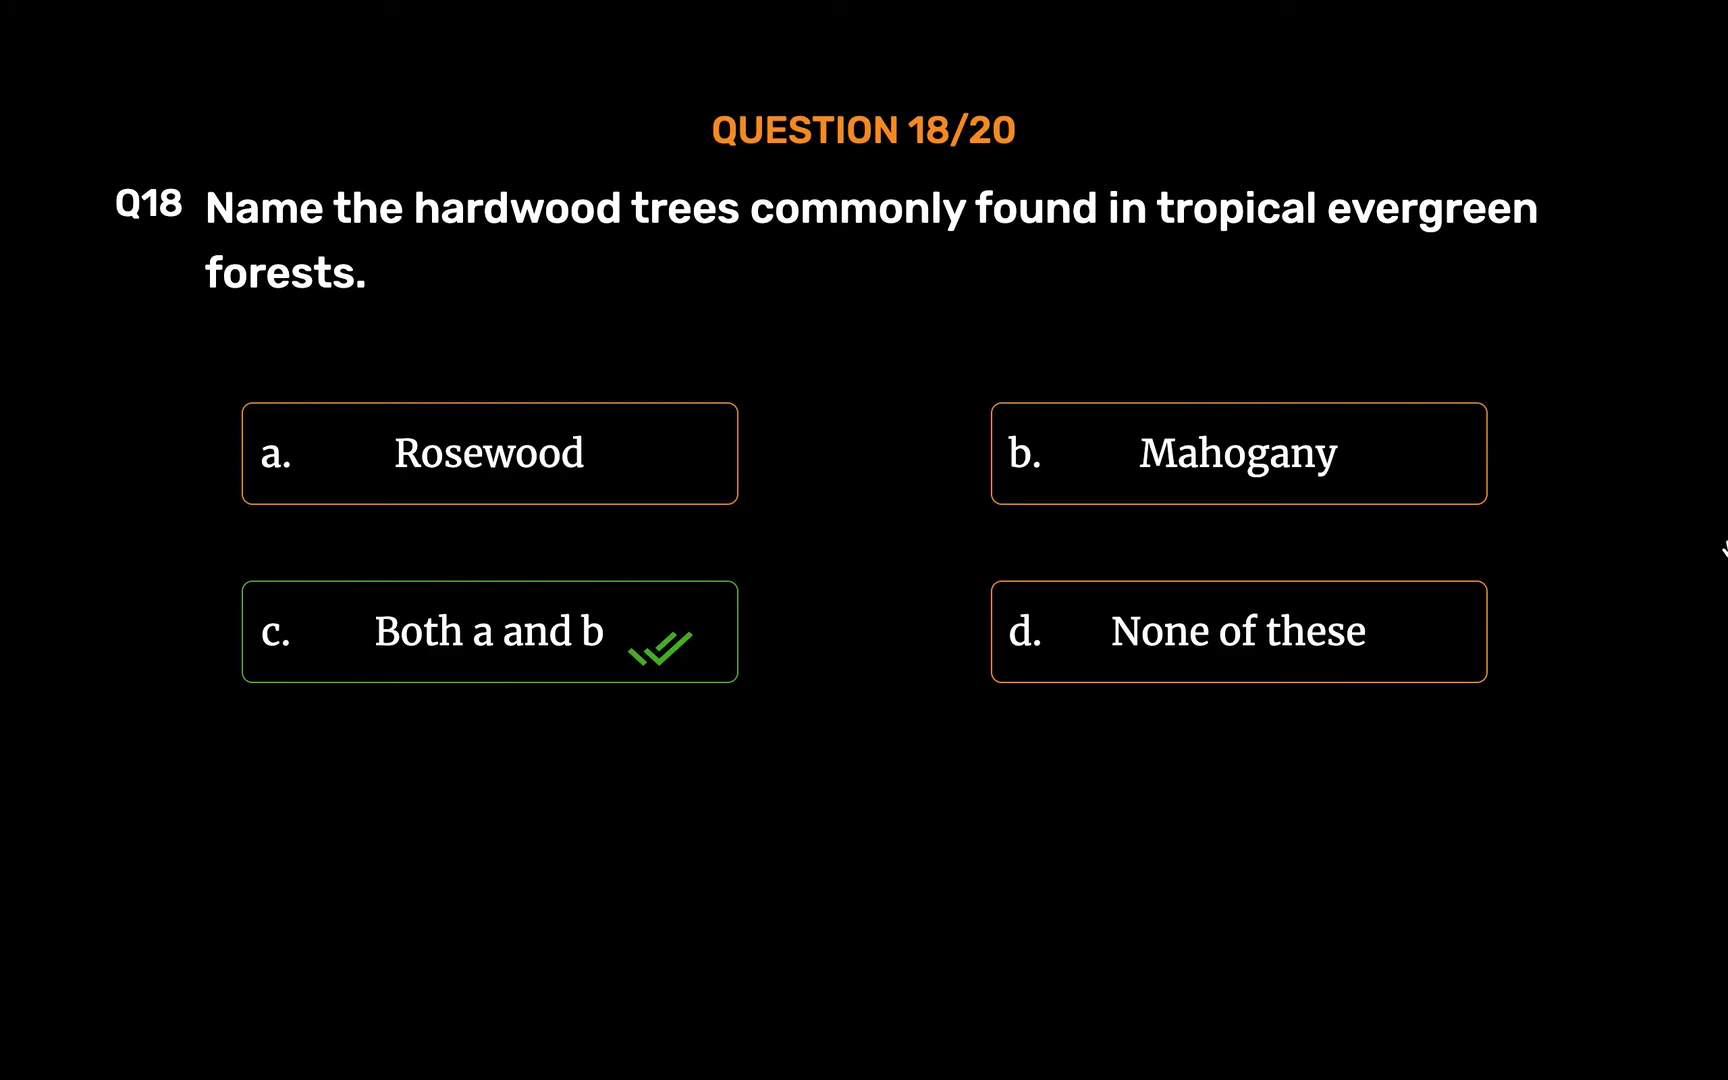 QUESTION 18/20
Q18 Name the hardwood trees commonly found in tropical evergreen
forests.
a. Rosewood
b. Mahogany
c. Both a and b
d. None of these